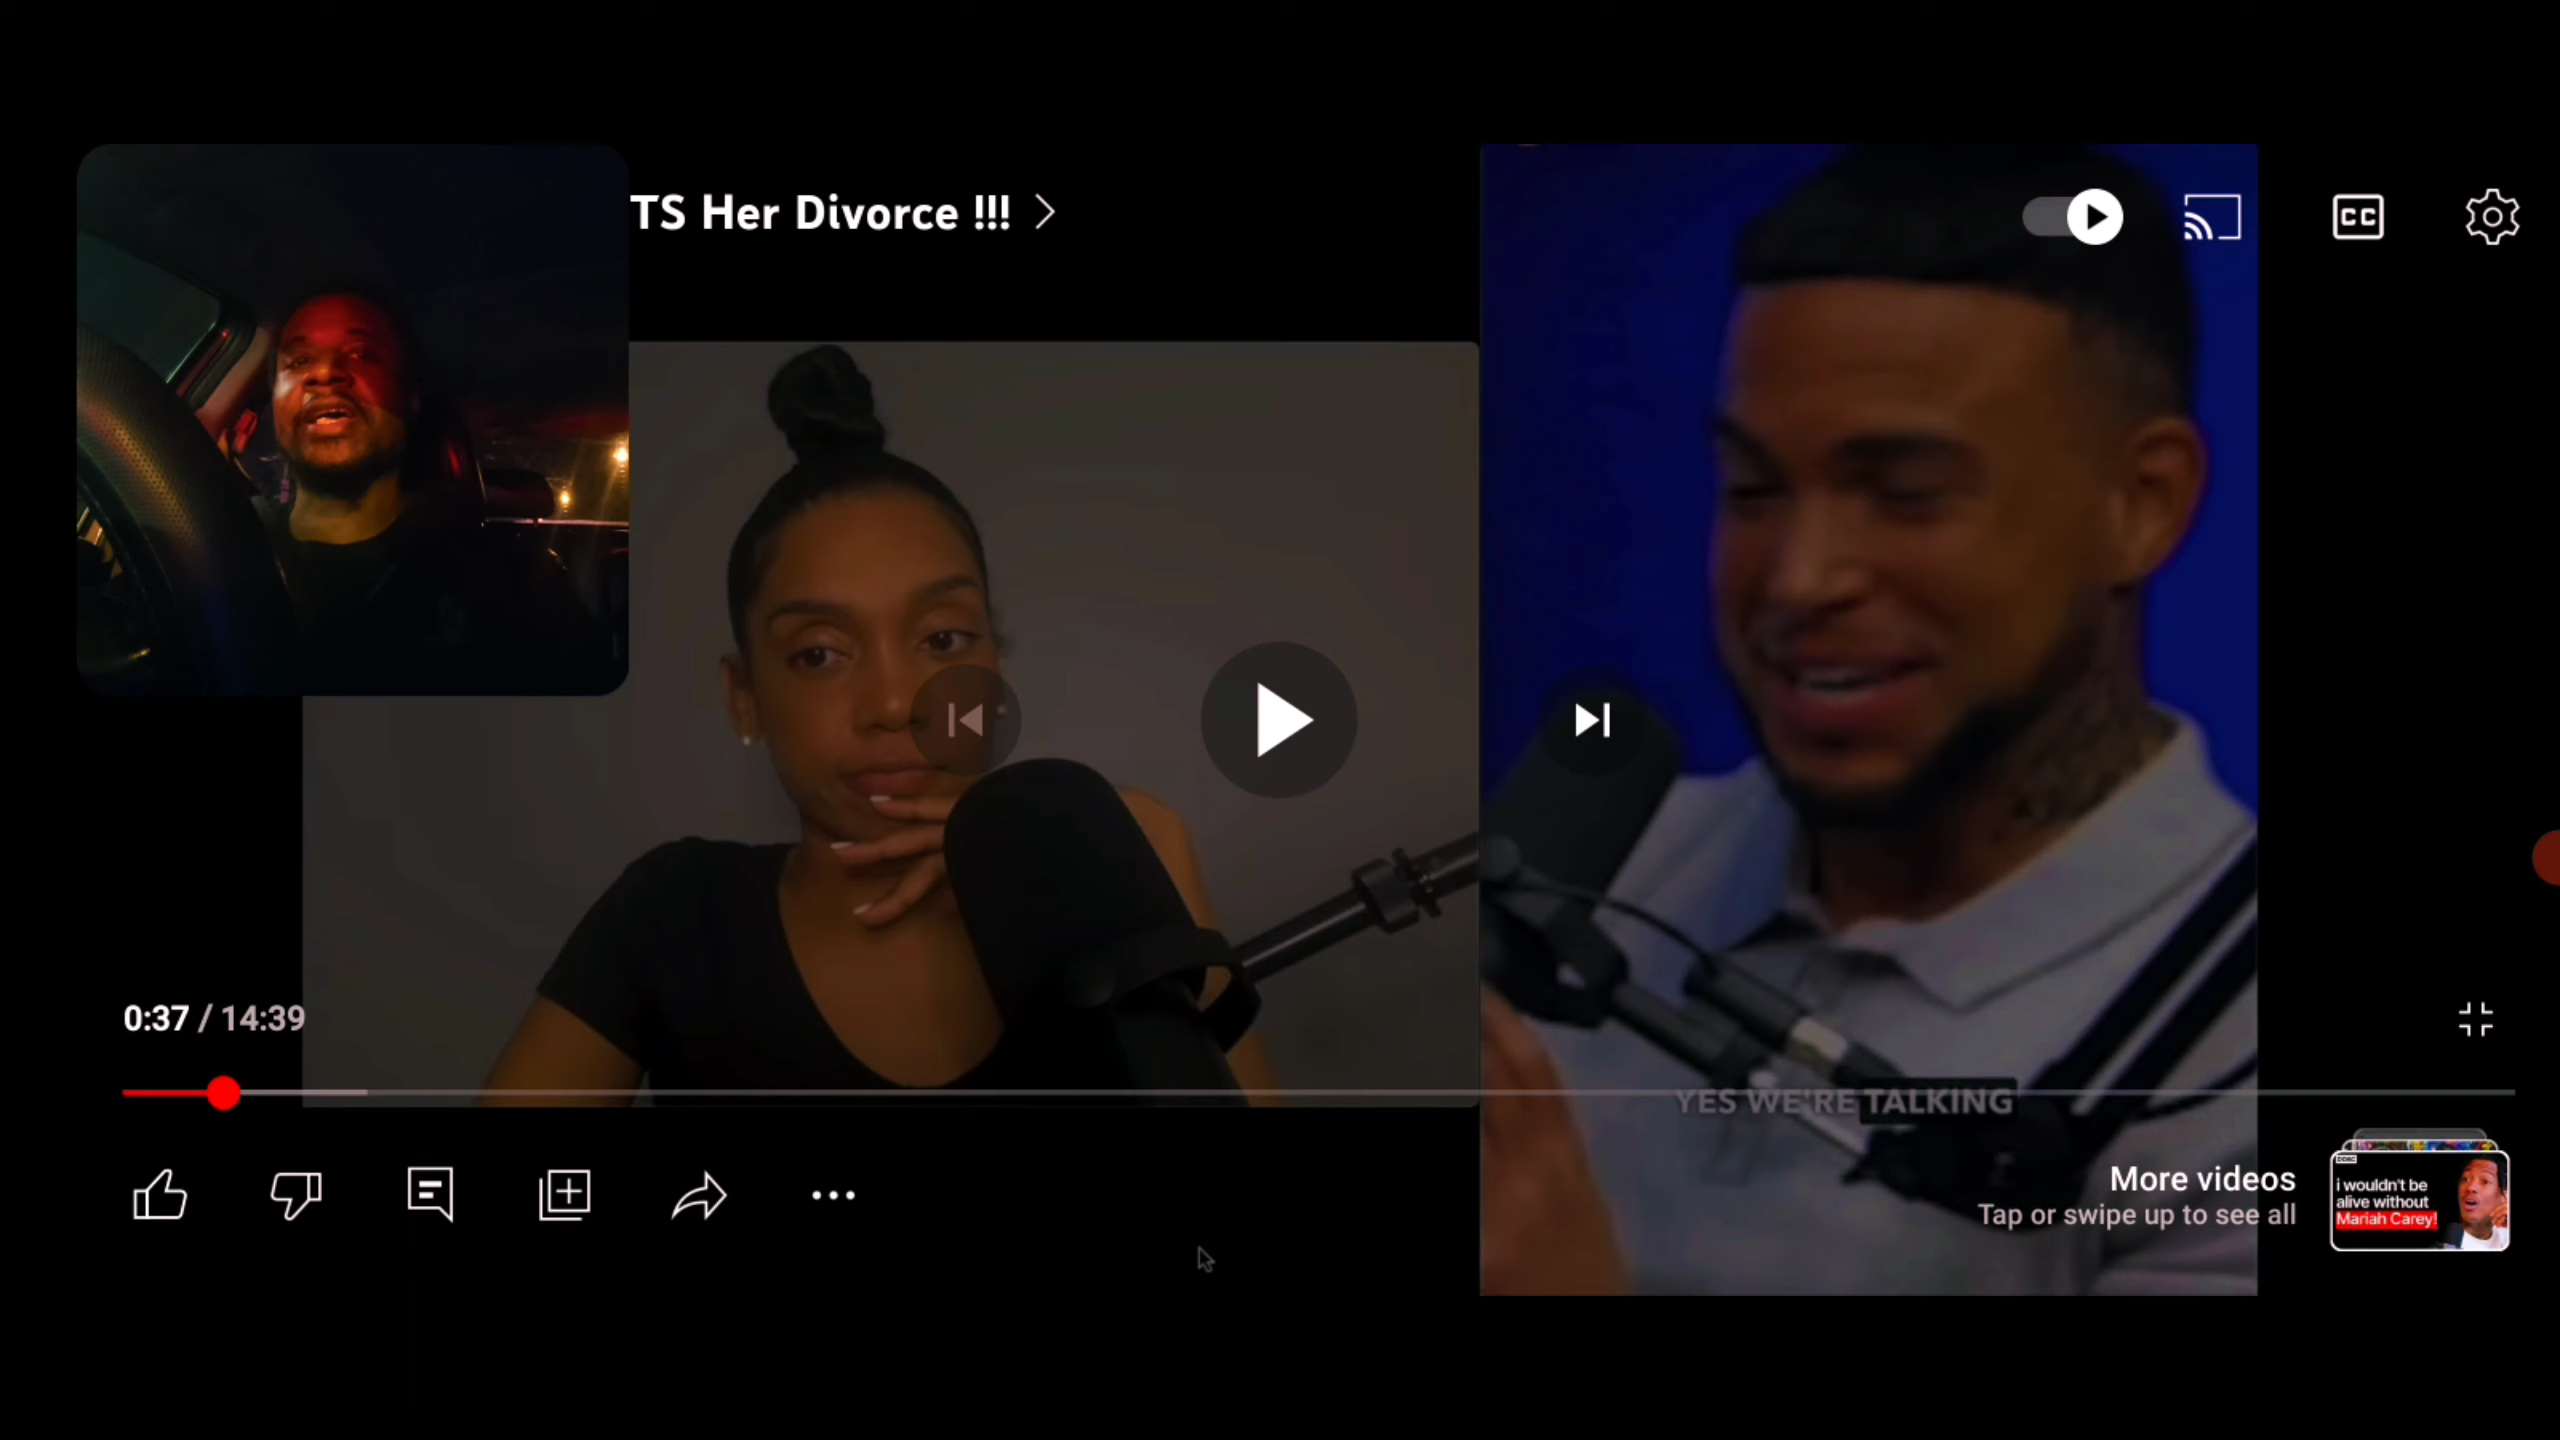 TS Her Divorce !!!
CC
0:37 / 14:39
YES WE'RE TALKING
More videos
Tap or swipe up to see all
i wouldn't be
alive without
Mariah Carey!